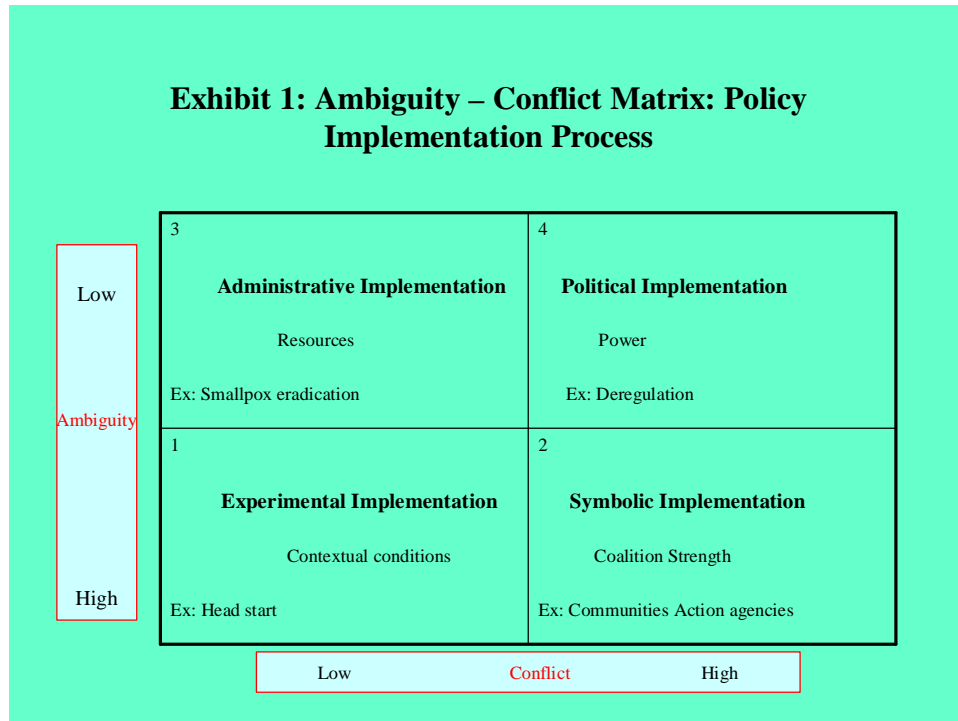 Exhibit 1: Ambiguity – Conflict Matrix: Policy
Implementation Process
Low
Ambiguity
High
3
Administrative Implementation
Resources
Ex: Smallpox eradication
4
Political Implementation
Power
Ex: Deregulation
1
Experimental Implementation
Contextual conditions
Ex: Head start
2
Symbolic Implementation
Coalition Strength
Ex: Communities Action agencies
Low Conflict High